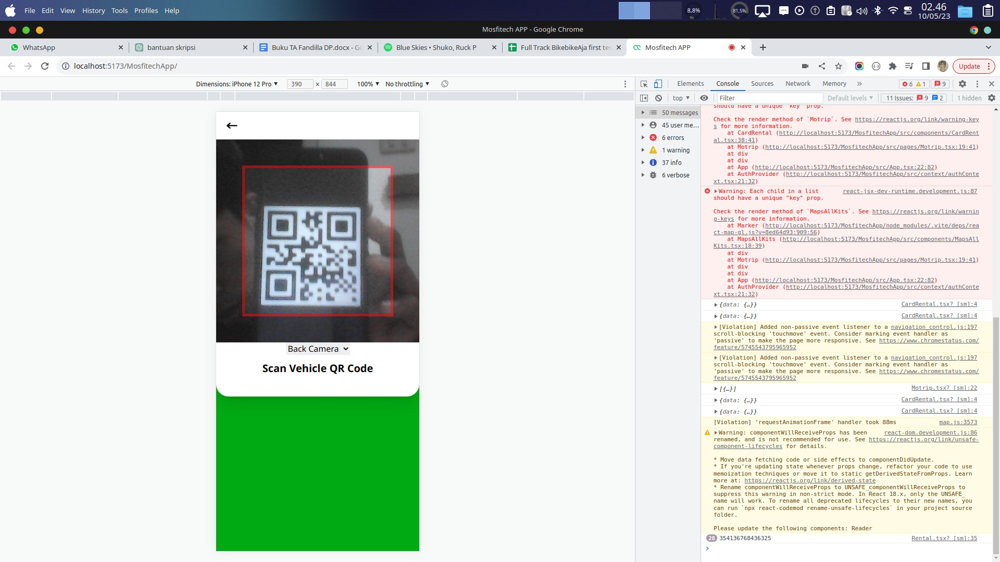 File Edit View History Tools Profiles Help
8,8%
81,5%
02.46
10/05/23
Mosfitech APP - Google Chrome
WhatsApp
bantuan skripsi
Buku TA Fandilla DP.docx - Go
Blue Skies • Shuko, Ruck P
Full Track BikebikeAja first tes
Mosfitech APP
localhost:5173/MosfitechApp/
Update
Dimensions: iPhone 12 Pro 390 × 844 100% No throttling
Elements Console Sources Network Memory 6 1 9
top Filter Default levels 11 Issues: 9 2 1 hidden
50 messages
45 user me...
6 errors
1 warning
37 info
6 verbose
Back Camera
Scan Vehicle QR Code
should have a unique "key" prop.
Check the render method of `Motrip`. See https://reactjs.org/link/warning-key
s for more information.
at CardRental (http://localhost:5173/MosfitechApp/src/components/CardRent
al.tsx:38:41)
at Motrip (http://localhost:5173/MosfitechApp/src/pages/Motrip.tsx:19:41)
at div
at div
at App (http://localhost:5173/MosfitechApp/src/App.tsx:22:82)
at AuthProvider (http://localhost:5173/MosfitechApp/src/context/authConte
xt.tsx:21:32)
Warning: Each child in a list react-jsx-dev-runtime.development.js:87
should have a unique "key" prop.
Check the render method of `MapsAllKits`. See https://reactjs.org/link/warnin
g-keys for more information.
at Marker (http://localhost:5173/MosfitechApp/node_modules/.vite/deps/rea
ct-map-gl.js?v=8ed64d93:909:56)
at MapsAllKits (http://localhost:5173/MosfitechApp/src/components/MapsAll
Kits.tsx:18:39)
at div
at Motrip (http://localhost:5173/MosfitechApp/src/pages/Motrip.tsx:19:41)
at div
at div
at App (http://localhost:5173/MosfitechApp/src/App.tsx:22:82)
at AuthProvider (http://localhost:5173/MosfitechApp/src/context/authConte
xt.tsx:21:32)
{data: {…}} CardRental.tsx? [sm]:4
{data: {…}} CardRental.tsx? [sm]:4
[Violation] Added non-passive event listener to a navigation_control.js:197
scroll-blocking 'touchmove' event. Consider marking event handler as
'passive' to make the page more responsive. See https://www.chromestatus.com/
feature/5745543795965952
[Violation] Added non-passive event listener to a navigation_control.js:197
scroll-blocking 'touchmove' event. Consider marking event handler as
'passive' to make the page more responsive. See https://www.chromestatus.com/
feature/5745543795965952
[{…}] Motrip.tsx? [sm]:22
{data: {…}} CardRental.tsx? [sm]:4
{data: {…}} CardRental.tsx? [sm]:4
[Violation] 'requestAnimationFrame' handler took 88ms map.js:3573
Warning: componentWillReceiveProps has been react-dom.development.js:86
renamed, and is not recommended for use. See https://reactjs.org/link/unsafe-
component-lifecycles for details.
* Move data fetching code or side effects to componentDidUpdate.
* If you're updating state whenever props change, refactor your code to use
memoization techniques or move it to static getDerivedStateFromProps. Learn
more at: https://reactjs.org/link/derived-state
* Rename componentWillReceiveProps to UNSAFE_componentWillReceiveProps to
suppress this warning in non-strict mode. In React 18.x, only the UNSAFE_
name will work. To rename all deprecated lifecycles to their new names, you
can run `npx react-codemod rename-unsafe-lifecycles` in your project source
folder.
Please update the following components: Reader
28 354136768436325 Rental.tsx? [sm]:35